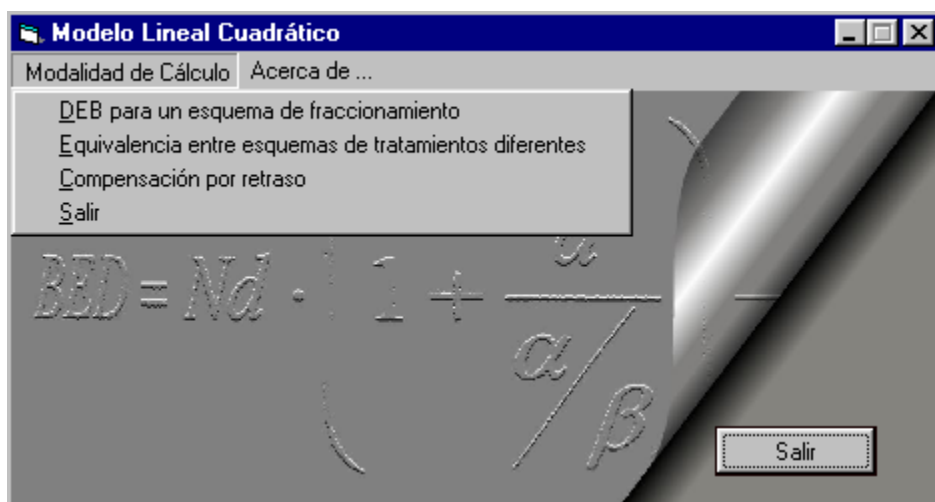 Modelo Lineal Cuadrático
Modalidad de Cálculo Acerca de ...
DEB para un esquema de fraccionamiento
Equivalencia entre esquemas de tratamientos diferentes
Compensación por retraso
Salir
BED = Nd · ( 1 + d / α/β ) −
Salir